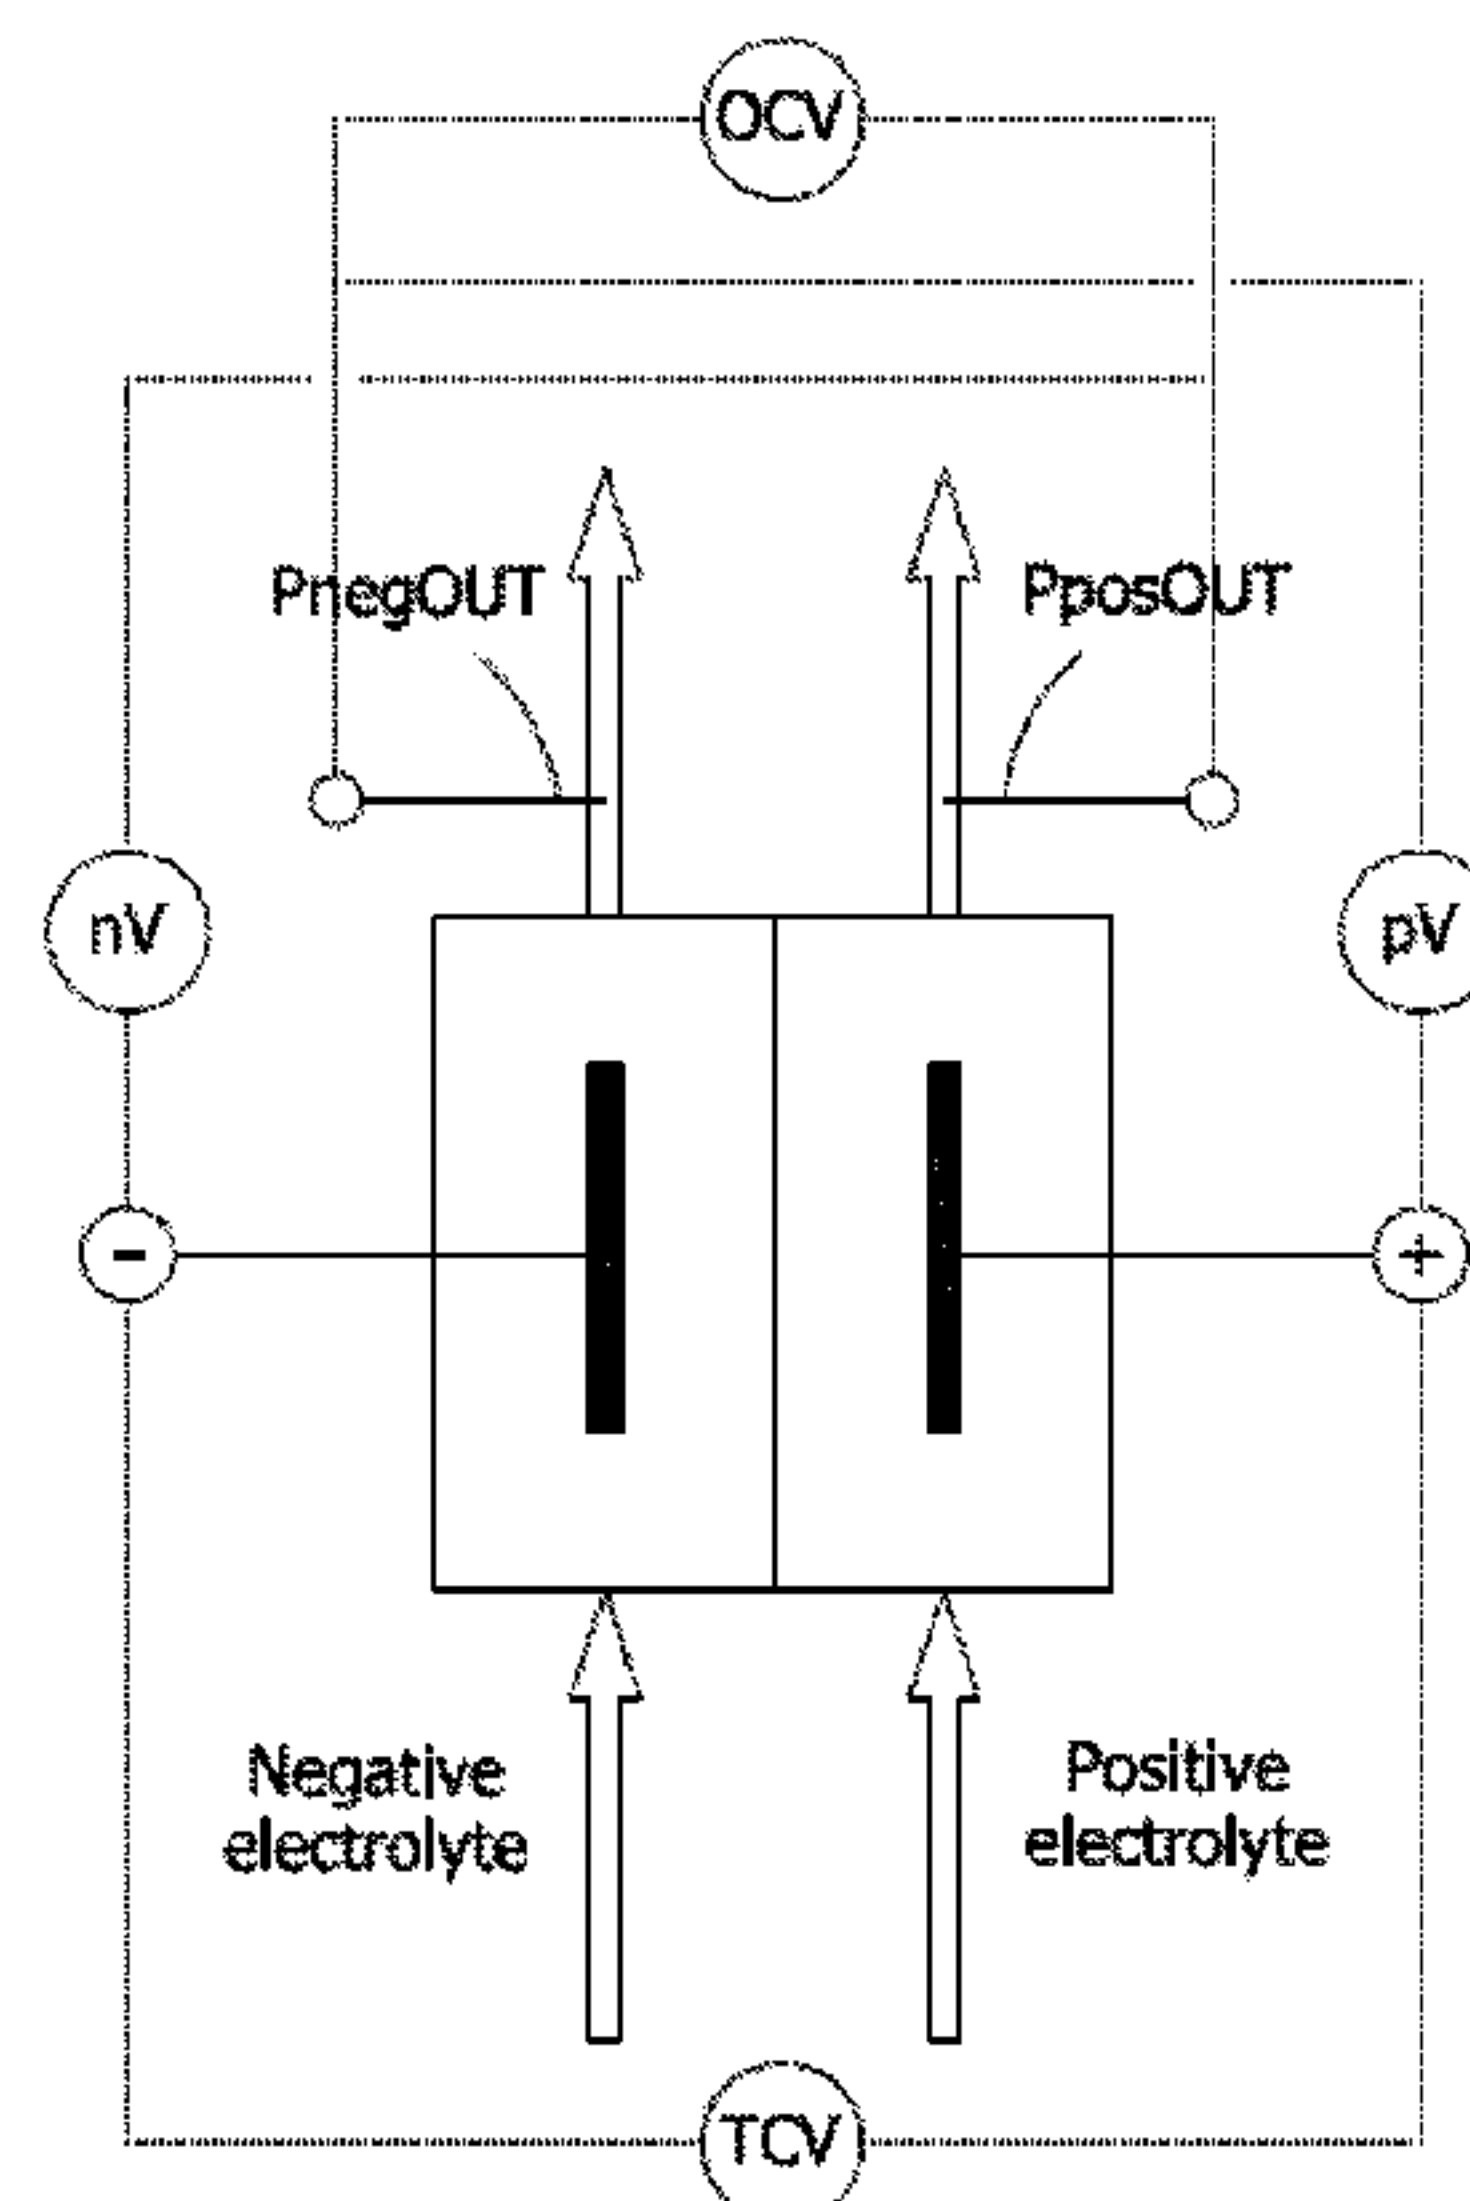 OCV
PnegOUT
PposOUT
nV
pV
-
+
Negative
electrolyte
Positive
electrolyte
TCV